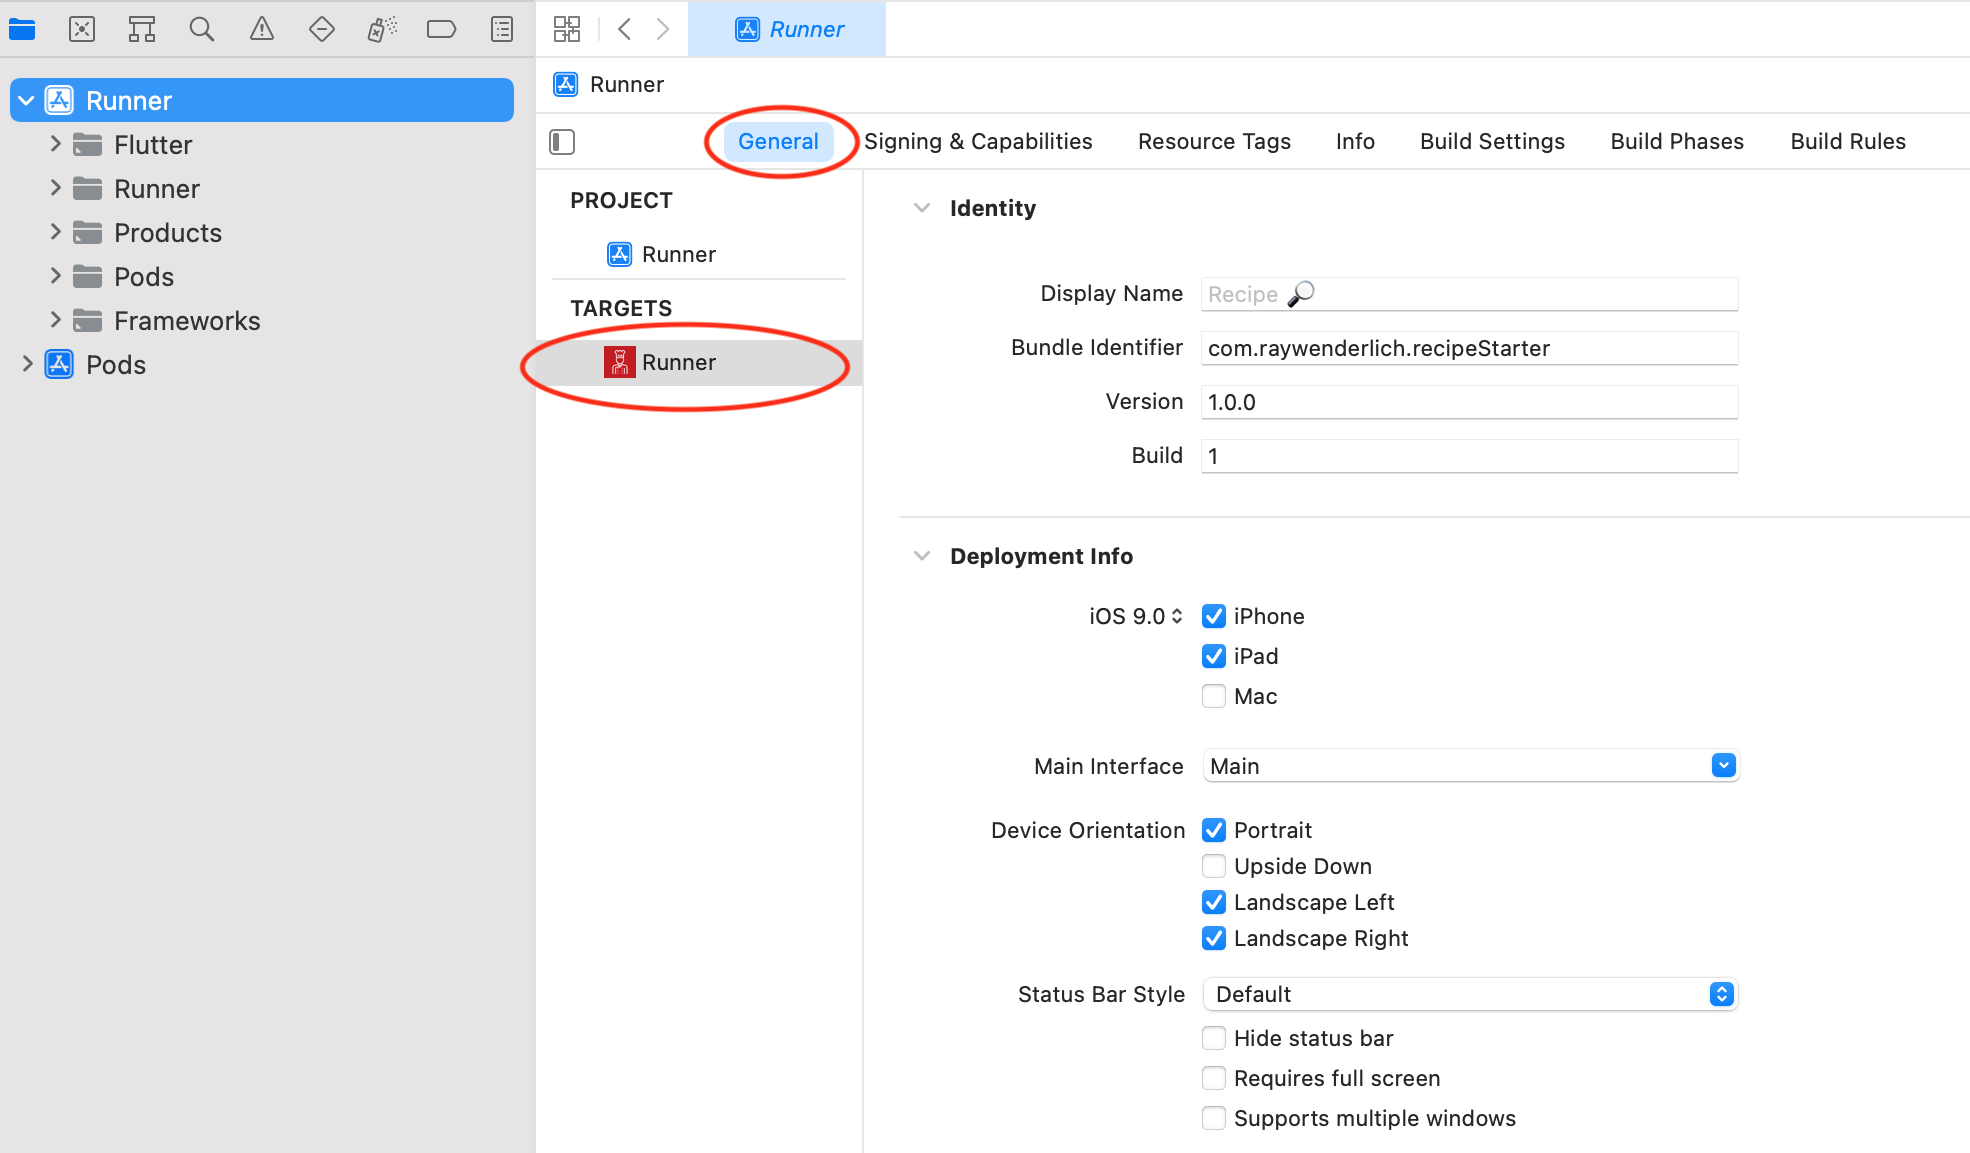 Runner
Flutter
Runner
Products
Pods
Frameworks
Pods
Runner
Runner
General Signing & Capabilities Resource Tags Info Build Settings Build Phases Build Rules
PROJECT
Runner
TARGETS
Runner
Identity
Display Name Recipe 🔎
Bundle Identifier com.raywenderlich.recipeStarter
Version 1.0.0
Build 1
Deployment Info
iOS 9.0 iPhone
iPad
Mac
Main Interface Main
Device Orientation Portrait
Upside Down
Landscape Left
Landscape Right
Status Bar Style Default
Hide status bar
Requires full screen
Supports multiple windows